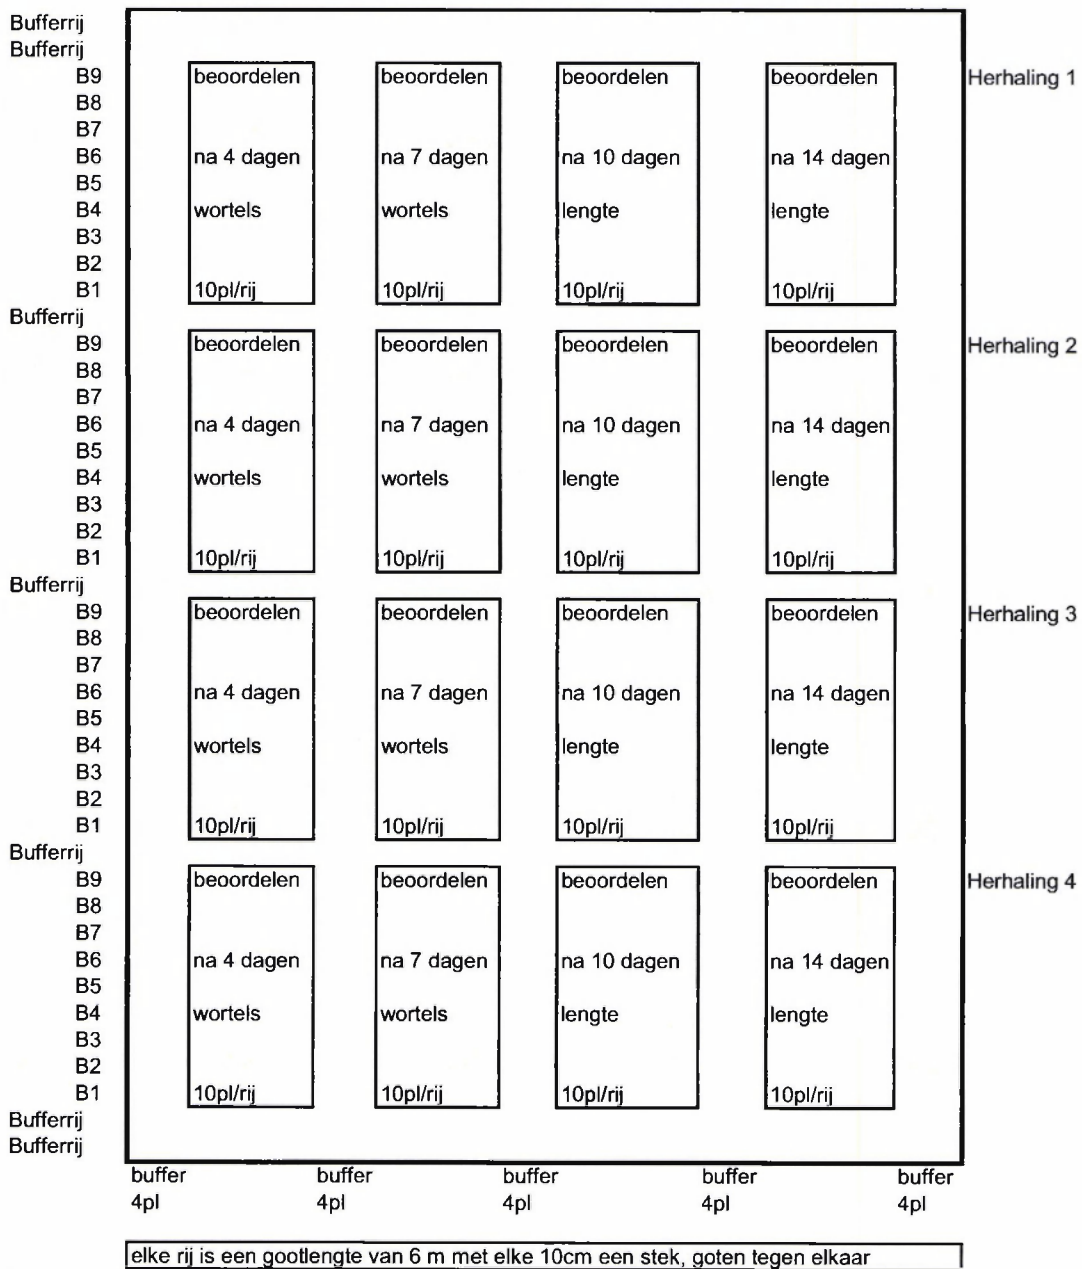 Bufferrij
Bufferrij
B9 beoordelen beoordelen beoordelen beoordelen Herhaling 1
B8
B7
B6 na 4 dagen na 7 dagen na 10 dagen na 14 dagen
B5
B4 wortels wortels lengte lengte
B3
B2
B1 10pl/rij 10pl/rij 10pl/rij 10pl/rij
Bufferrij
B9 beoordelen beoordelen beoordelen beoordelen Herhaling 2
B8
B7
B6 na 4 dagen na 7 dagen na 10 dagen na 14 dagen
B5
B4 wortels wortels lengte lengte
B3
B2
B1 10pl/rij 10pl/rij 10pl/rij 10pl/rij
Bufferrij
B9 beoordelen beoordelen beoordelen beoordelen Herhaling 3
B8
B7
B6 na 4 dagen na 7 dagen na 10 dagen na 14 dagen
B5
B4 wortels wortels lengte lengte
B3
B2
B1 10pl/rij 10pl/rij 10pl/rij 10pl/rij
Bufferrij
B9 beoordelen beoordelen beoordelen beoordelen Herhaling 4
B8
B7
B6 na 4 dagen na 7 dagen na 10 dagen na 14 dagen
B5
B4 wortels wortels lengte lengte
B3
B2
B1 10pl/rij 10pl/rij 10pl/rij 10pl/rij
Bufferrij
Bufferrij
buffer buffer buffer buffer buffer
4pl 4pl 4pl 4pl 4pl
elke rij is een gootlengte van 6 m met elke 10cm een stek, goten tegen elkaar